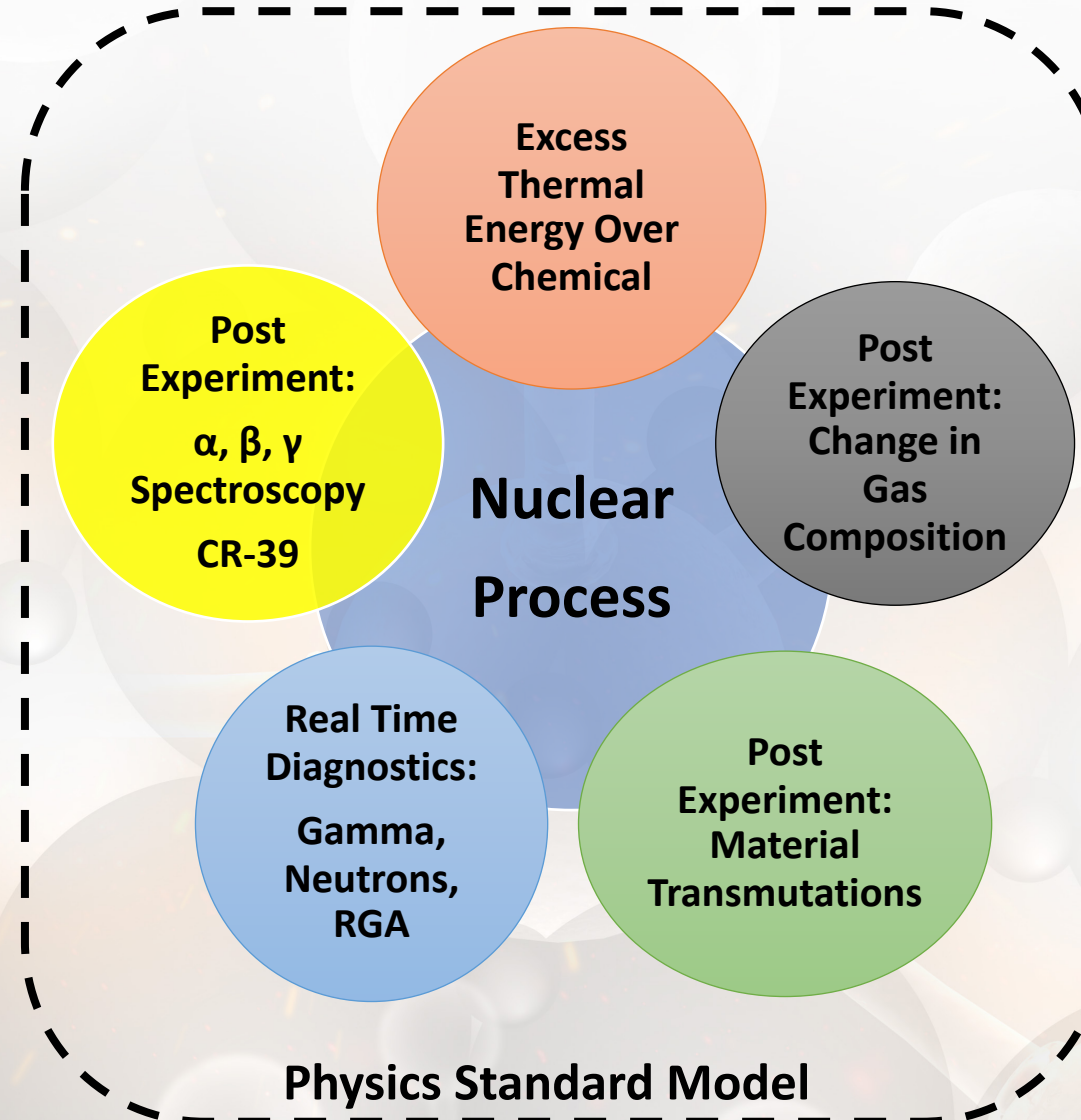 Excess
Thermal
Energy Over
Chemical
Post
Experiment:
α, β, γ
Spectroscopy
CR-39
Post
Experiment:
Change in
Gas
Composition
Nuclear
Process
Real Time
Diagnostics:
Gamma,
Neutrons,
RGA
Post
Experiment:
Material
Transmutations
Physics Standard Model